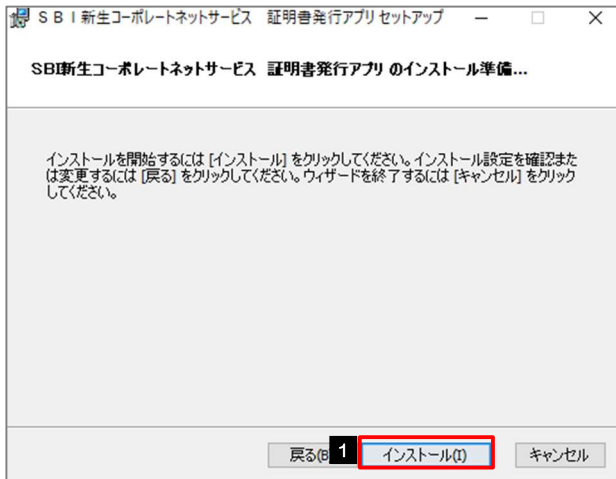 ＳＢＩ新生コーポレートネットサービス　証明書発行アプリ セットアップ
SBI新生コーポレートネットサービス 証明書発行アプリ のインストール準備...
インストールを開始するには [インストール] をクリックしてください。インストール設定を確認また
は変更するには [戻る] をクリックしてください。ウィザードを終了するには [キャンセル] をクリック
してください。
戻る(B
1
インストール(I)
キャンセル